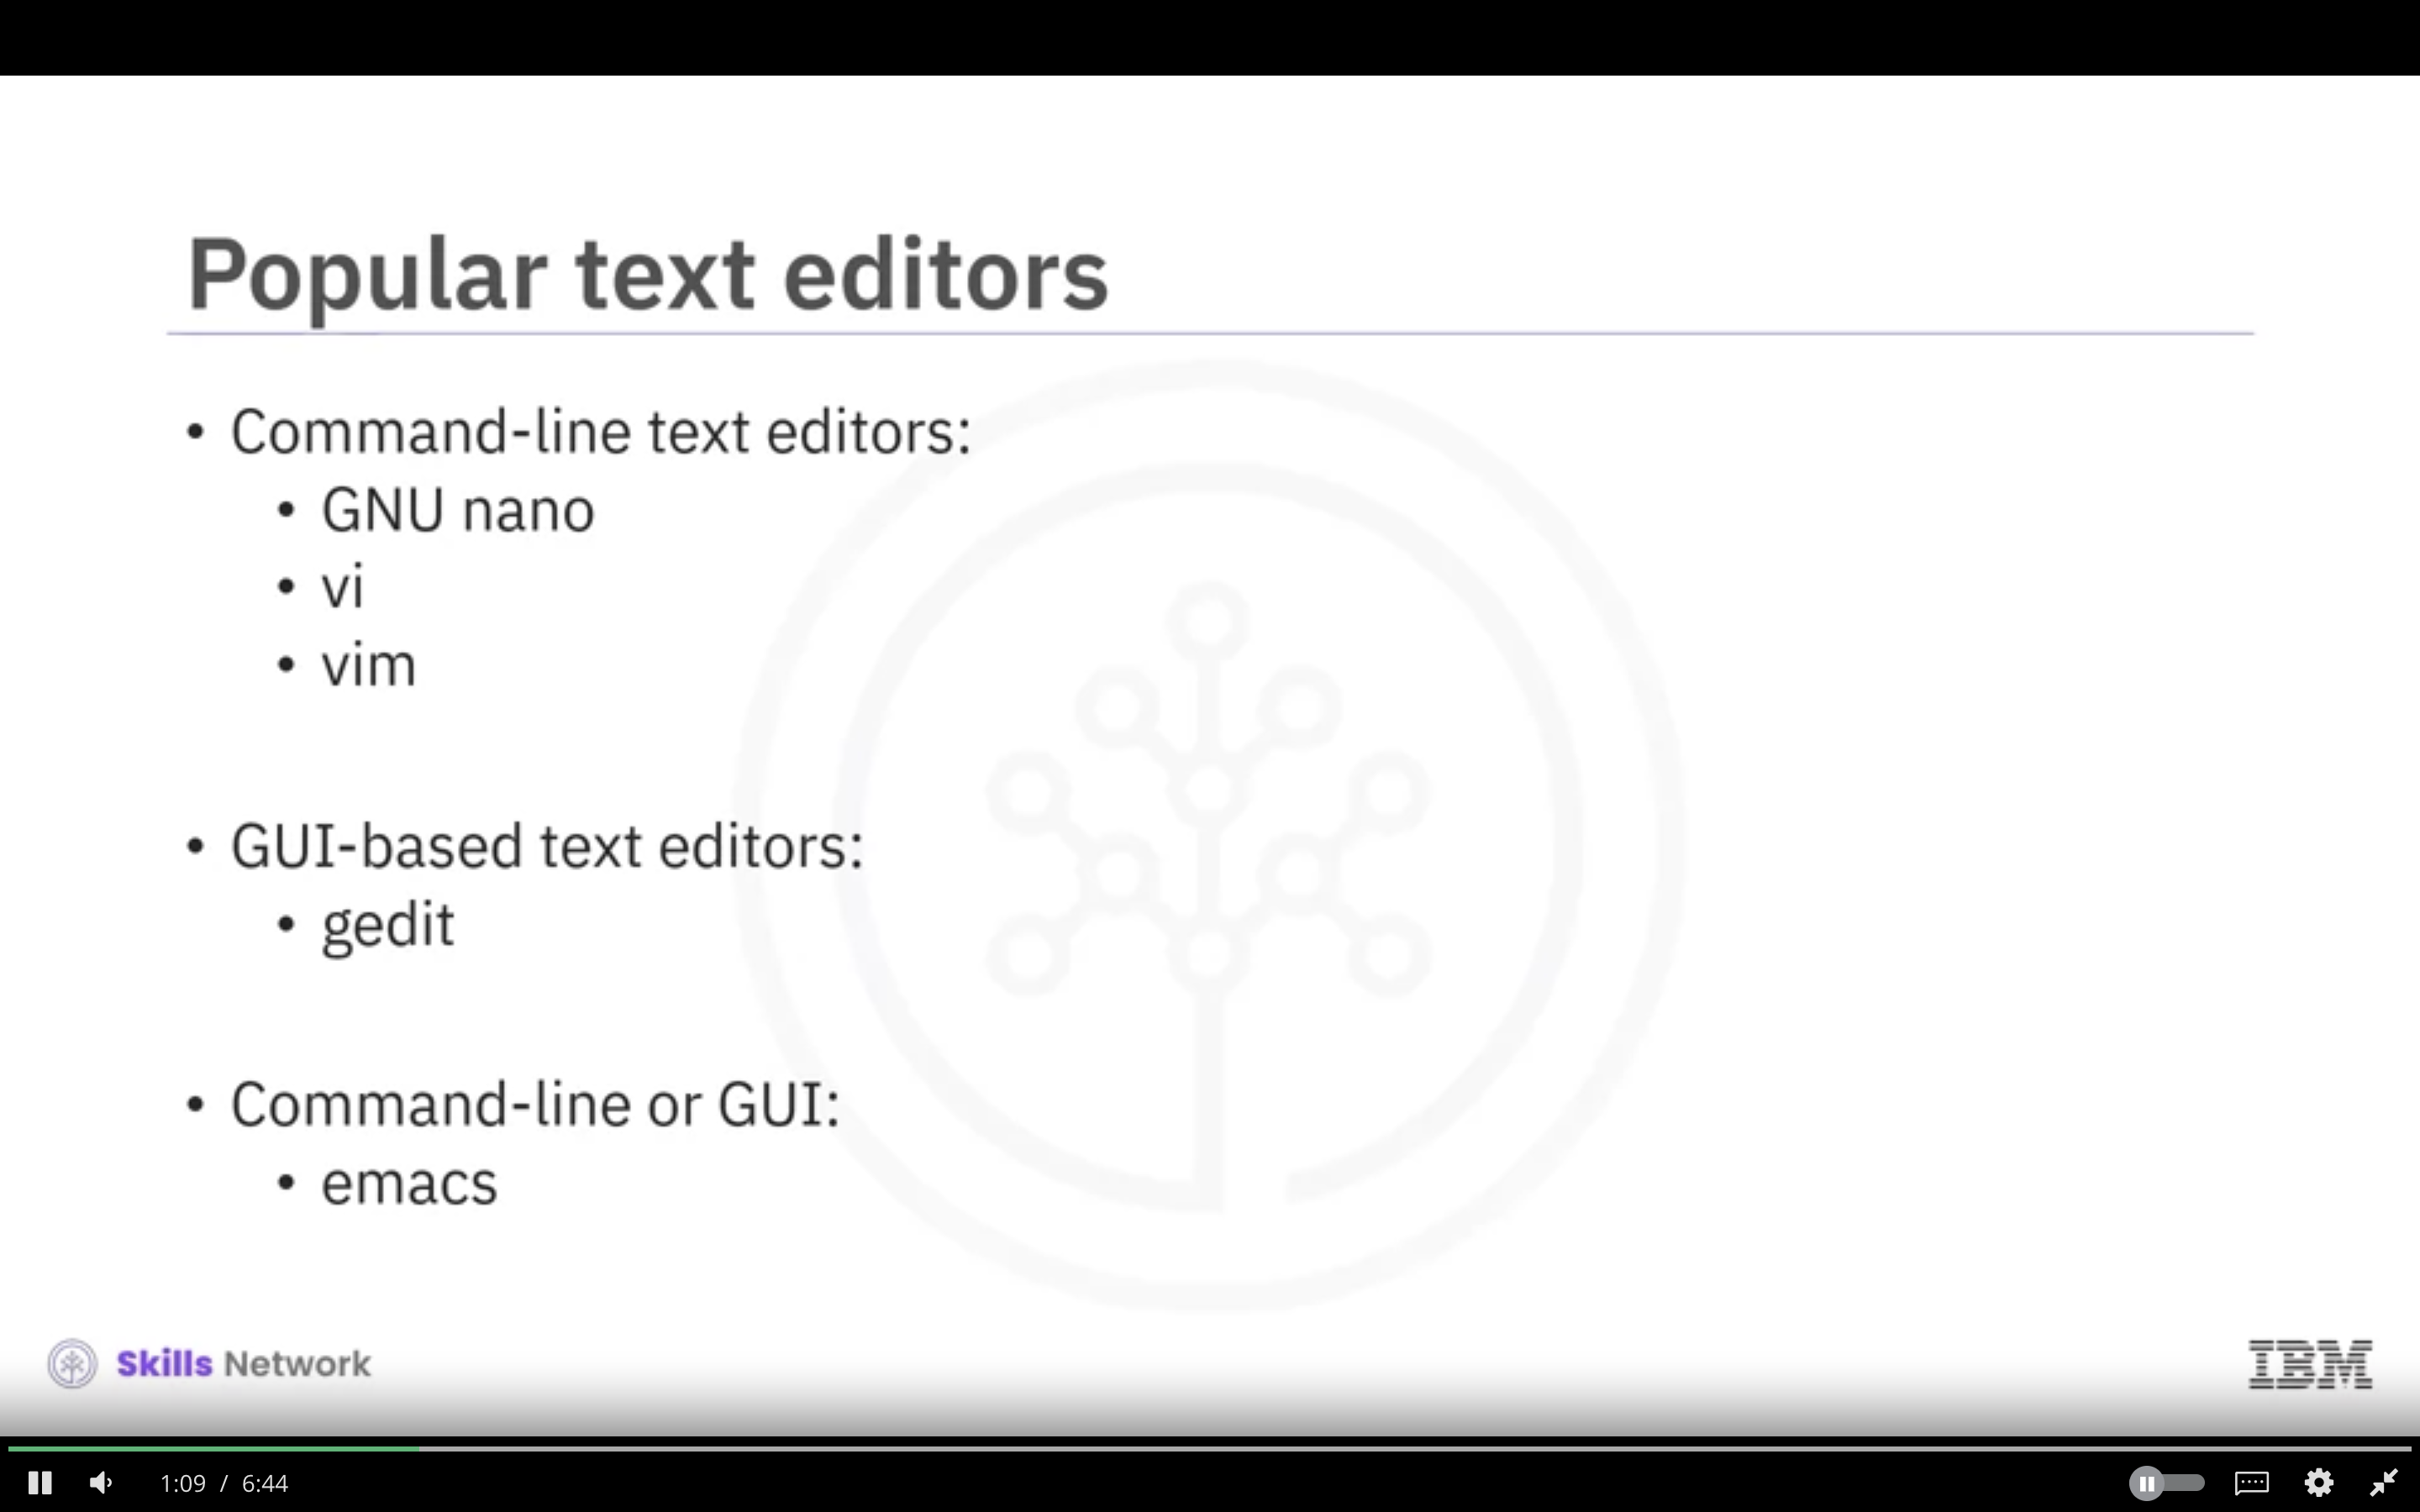 Popular text editors
• Command-line text editors:
• GNU nano
• vi
• vim
• GUI-based text editors:
• gedit
• Command-line or GUI:
• emacs
Skills Network
IBM
1:09 / 6:44